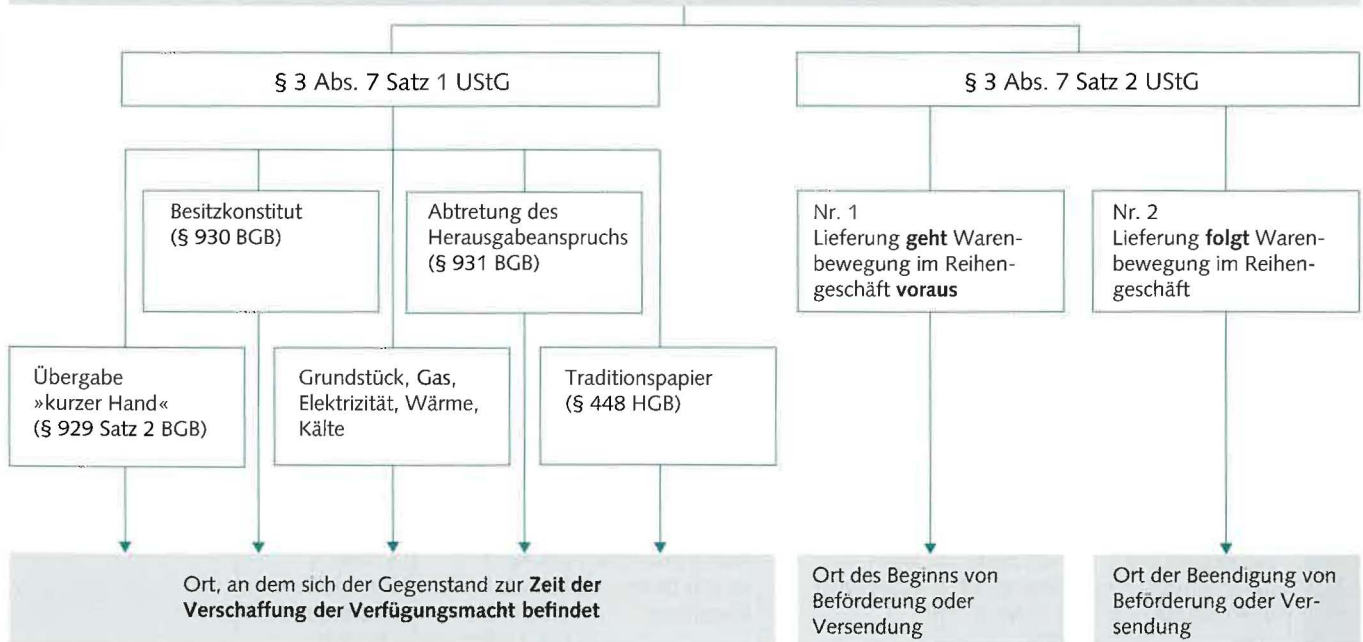 § 3 Abs. 7 Satz 1 UStG
§ 3 Abs. 7 Satz 2 UStG
Besitzkonstitut
(§ 930 BGB)
Abtretung des
Herausgabeanspruchs
(§ 931 BGB)
Nr. 1
Lieferung geht Waren-
bewegung im Reihen-
geschäft voraus
Nr. 2
Lieferung folgt Waren-
bewegung im Reihen-
geschäft
Übergabe
»kurzer Hand«
(§ 929 Satz 2 BGB)
Grundstück, Gas,
Elektrizität, Wärme,
Kälte
Traditionspapier
(§ 448 HGB)
Ort, an dem sich der Gegenstand zur Zeit der
Verschaffung der Verfügungsmacht befindet
Ort des Beginns von
Beförderung oder
Versendung
Ort der Beendigung von
Beförderung oder Ver-
sendung